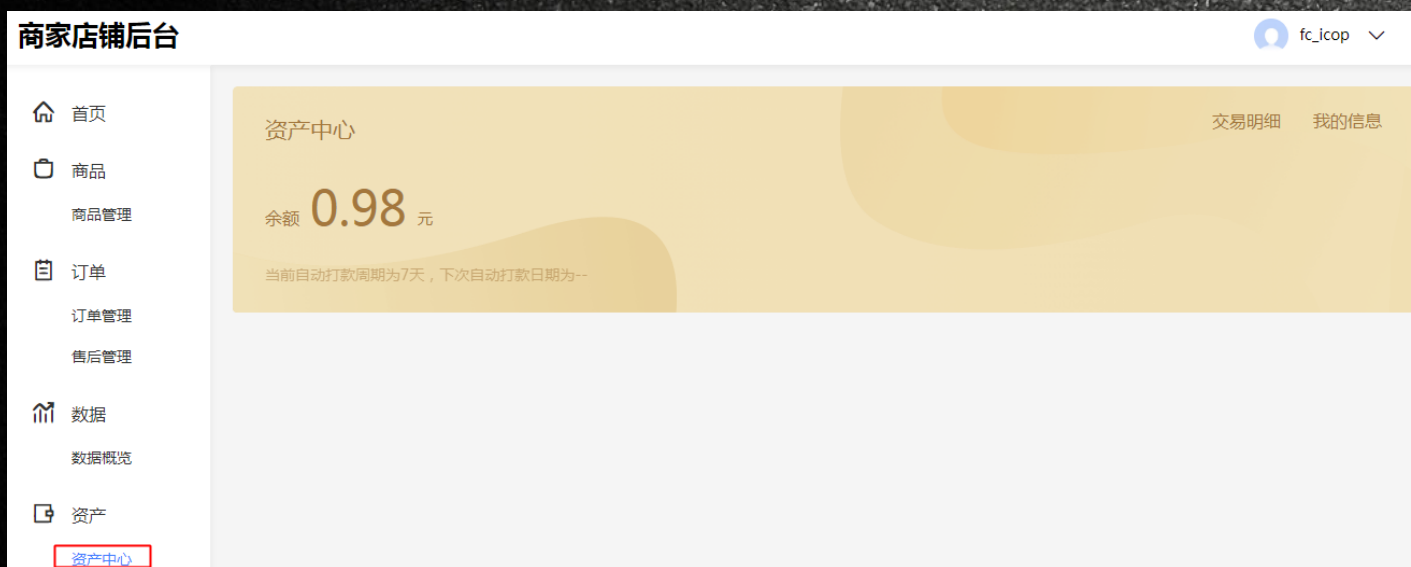 商家店铺后台
fc_icop
首页
商品
商品管理
订单
订单管理
售后管理
数据
数据概览
资产
资产中心
资产中心
交易明细 我的信息
余额 0.98 元
当前自动打款周期为7天，下次自动打款日期为--